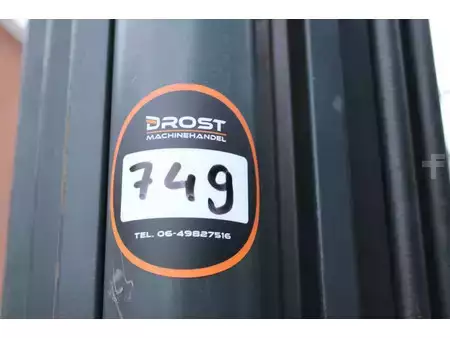 DROST
MACHINEHANDEL
749
TEL. 06-49827516